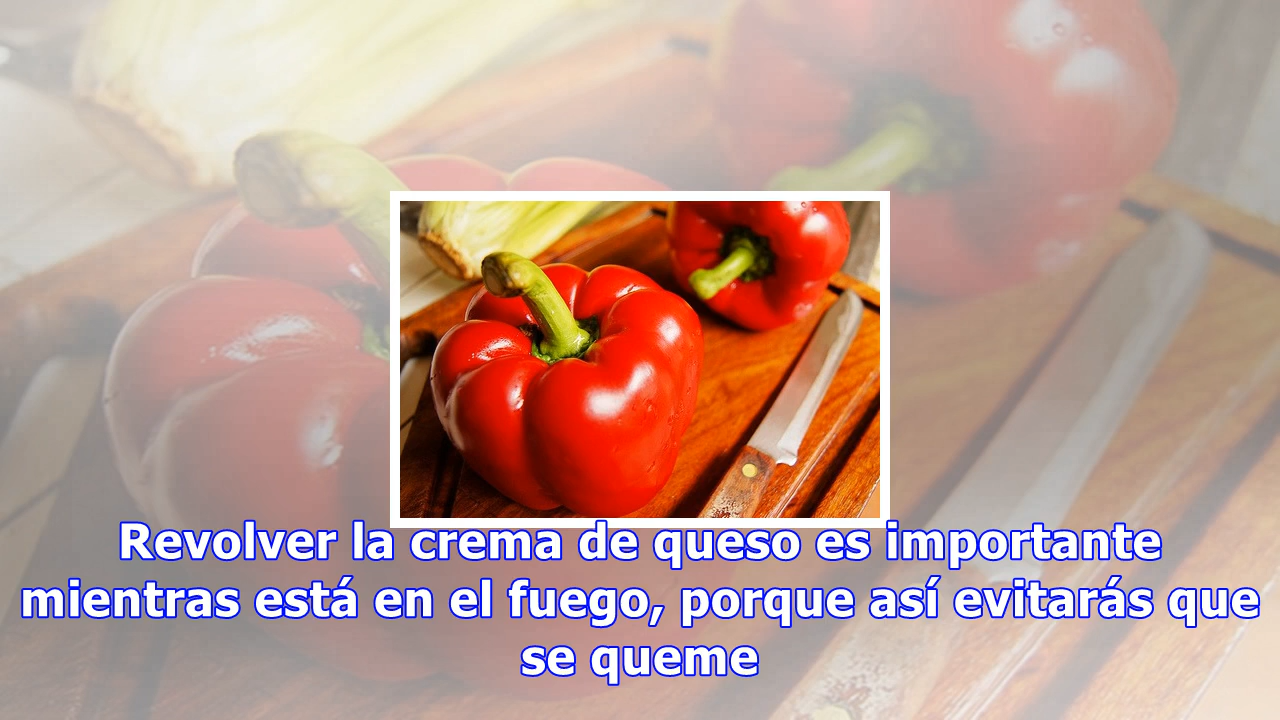 Revolver la crema de queso es importante
mientras está en el fuego, porque así evitarás que
se queme